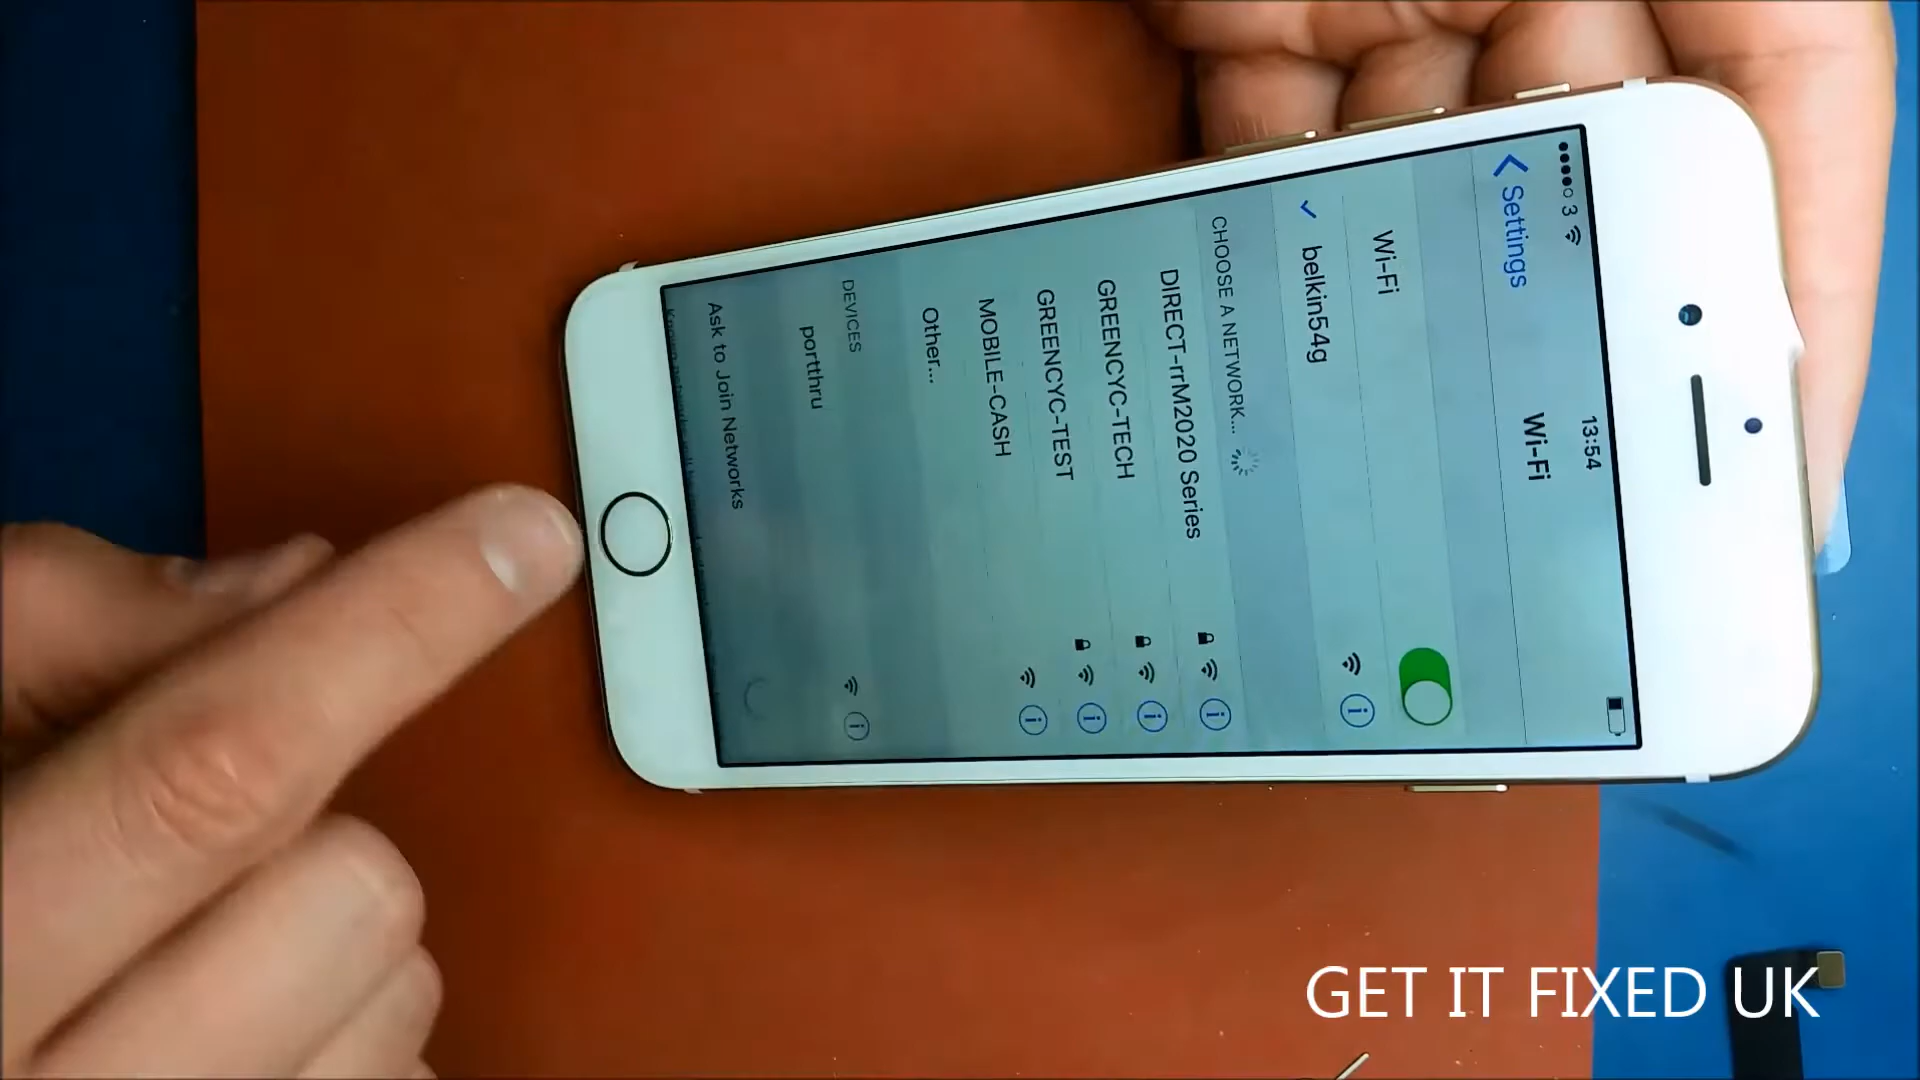 3
13:54
Settings
Wi-Fi
Wi-Fi
belkin54g
CHOOSE A NETWORK...
DIRECT-rrM2020 Series
GREENCYC-TECH
GREENCYC-TEST
MOBILE-CASH
Other...
DEVICES
portthru
Ask to Join Networks
GET IT FIXED UK